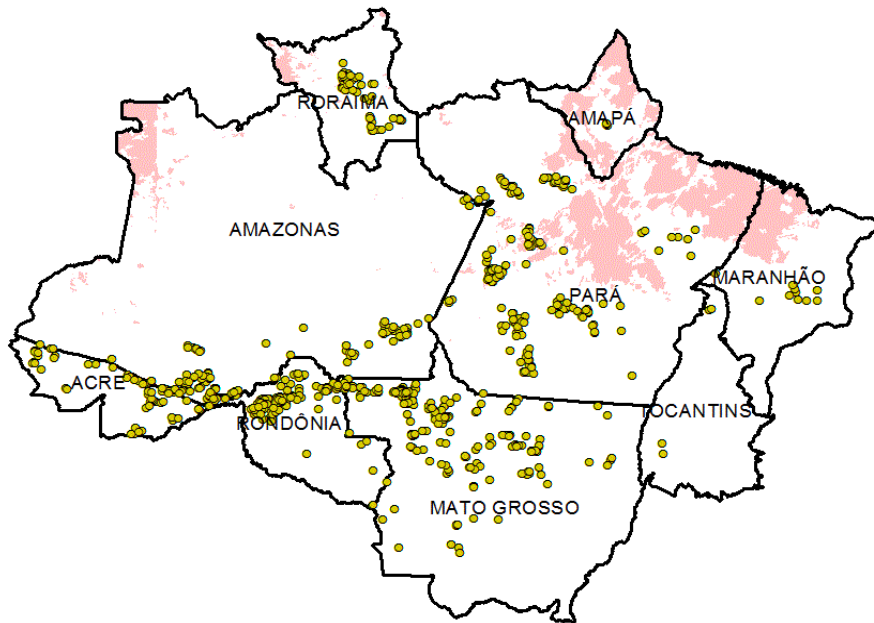 RORAIMA
AMAPÁ
AMAZONAS
MARANHÃO
PARÁ
ACRE
TOCANTINS
RONDÔNIA
MATO GROSSO